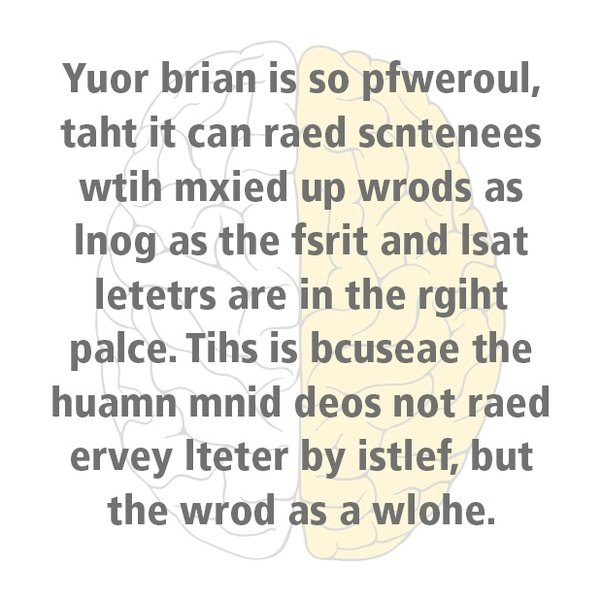 Yuor brian is so pfweroul,
taht it can raed scntenees
wtih mxied up wrods as
lnog as the fsrit and lsat
letetrs are in the rgiht
palce. Tihs is bcuseae the
huamn mnid deos not raed
ervey lteter by istlef, but
the wrod as a wlohe.